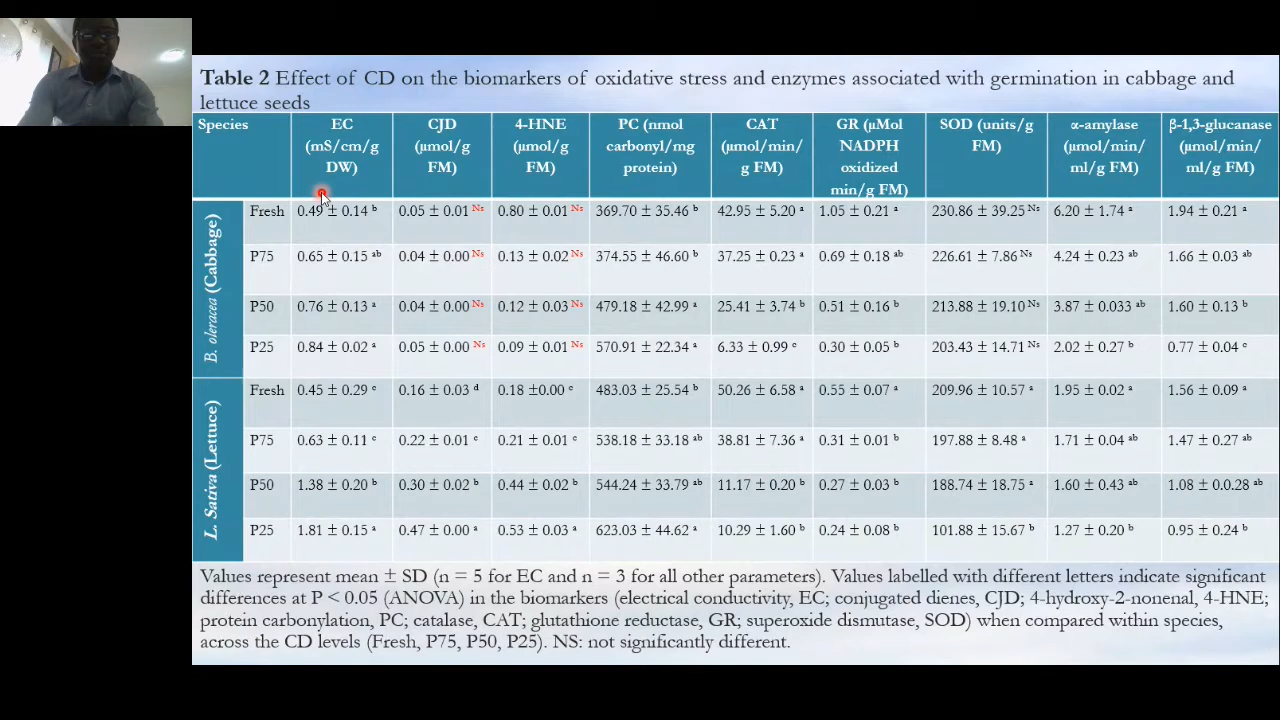 Table 2 Effect of CD on the biomarkers of oxidative stress and enzymes associated with germination in cabbage and
lettuce seeds
Species EC (mS/cm/g DW) CJD (µmol/g FM) 4-HNE (µmol/g FM) PC (nmol carbonyl/mg protein) CAT (µmol/min/g FM) GR (µMol NADPH oxidized min/g FM) SOD (units/g FM) α-amylase (µmol/min/ml/g FM) β-1,3-glucanase (µmol/min/ml/g FM)
B. oleracea (Cabbage)
Fresh 0.49 ± 0.14 b 0.05 ± 0.01 Ns 0.80 ± 0.01 Ns 369.70 ± 35.46 b 42.95 ± 5.20 a 1.05 ± 0.21 a 230.86 ± 39.25 Ns 6.20 ± 1.74 a 1.94 ± 0.21 a
P75 0.65 ± 0.15 ab 0.04 ± 0.00 Ns 0.13 ± 0.02 Ns 374.55 ± 46.60 b 37.25 ± 0.23 a 0.69 ± 0.18 ab 226.61 ± 7.86 Ns 4.24 ± 0.23 ab 1.66 ± 0.03 ab
P50 0.76 ± 0.13 a 0.04 ± 0.00 Ns 0.12 ± 0.03 Ns 479.18 ± 42.99 a 25.41 ± 3.74 b 0.51 ± 0.16 b 213.88 ± 19.10 Ns 3.87 ± 0.033 ab 1.60 ± 0.13 b
P25 0.84 ± 0.02 a 0.05 ± 0.00 Ns 0.09 ± 0.01 Ns 570.91 ± 22.34 a 6.33 ± 0.99 c 0.30 ± 0.05 b 203.43 ± 14.71 Ns 2.02 ± 0.27 b 0.77 ± 0.04 c
L. Sativa (Lettuce)
Fresh 0.45 ± 0.29 c 0.16 ± 0.03 d 0.18 ±0.00 c 483.03 ± 25.54 b 50.26 ± 6.58 a 0.55 ± 0.07 a 209.96 ± 10.57 a 1.95 ± 0.02 a 1.56 ± 0.09 a
P75 0.63 ± 0.11 c 0.22 ± 0.01 c 0.21 ± 0.01 c 538.18 ± 33.18 ab 38.81 ± 7.36 a 0.31 ± 0.01 b 197.88 ± 8.48 a 1.71 ± 0.04 ab 1.47 ± 0.27 ab
P50 1.38 ± 0.20 b 0.30 ± 0.02 b 0.44 ± 0.02 b 544.24 ± 33.79 ab 11.17 ± 0.20 b 0.27 ± 0.03 b 188.74 ± 18.75 a 1.60 ± 0.43 ab 1.08 ± 0.0.28 ab
P25 1.81 ± 0.15 a 0.47 ± 0.00 a 0.53 ± 0.03 a 623.03 ± 44.62 a 10.29 ± 1.60 b 0.24 ± 0.08 b 101.88 ± 15.67 b 1.27 ± 0.20 b 0.95 ± 0.24 b
Values represent mean ± SD (n = 5 for EC and n = 3 for all other parameters). Values labelled with different letters indicate significant
differences at P < 0.05 (ANOVA) in the biomarkers (electrical conductivity, EC; conjugated dienes, CJD; 4-hydroxy-2-nonenal, 4-HNE;
protein carbonylation, PC; catalase, CAT; glutathione reductase, GR; superoxide dismutase, SOD) when compared within species,
across the CD levels (Fresh, P75, P50, P25). NS: not significantly different.